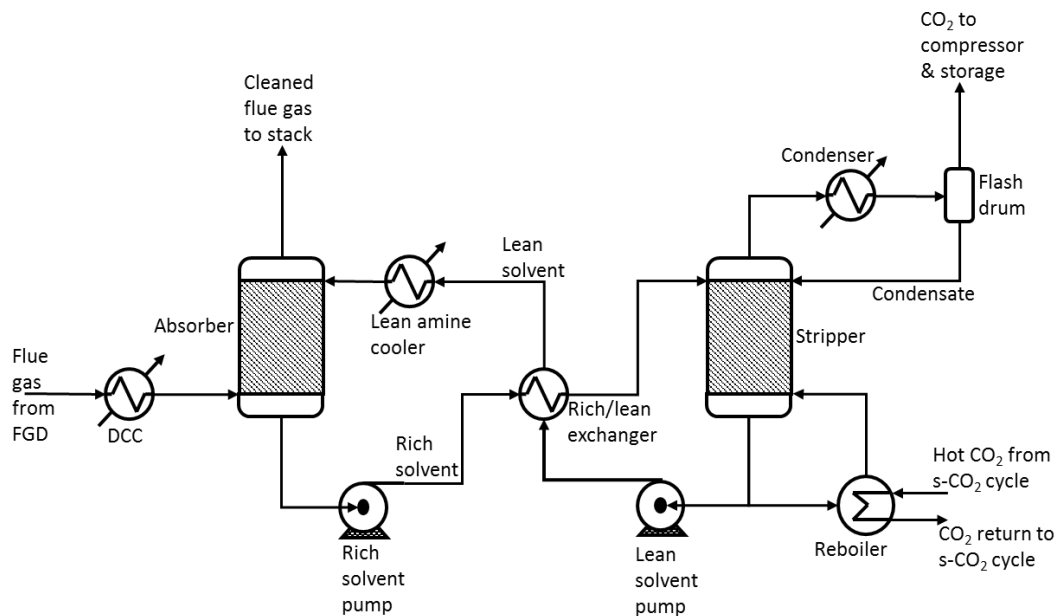 CO₂ to
compressor
& storage
Cleaned
flue gas
to stack
Condenser
Flash
drum
Lean
solvent
Condensate
Absorber
Lean amine
cooler
Stripper
Flue
gas
from
FGD
DCC
Rich/lean
exchanger
Rich
solvent
Hot CO₂ from
s-CO₂ cycle
CO₂ return to
s-CO₂ cycle
Reboiler
Rich
solvent
pump
Lean
solvent
pump